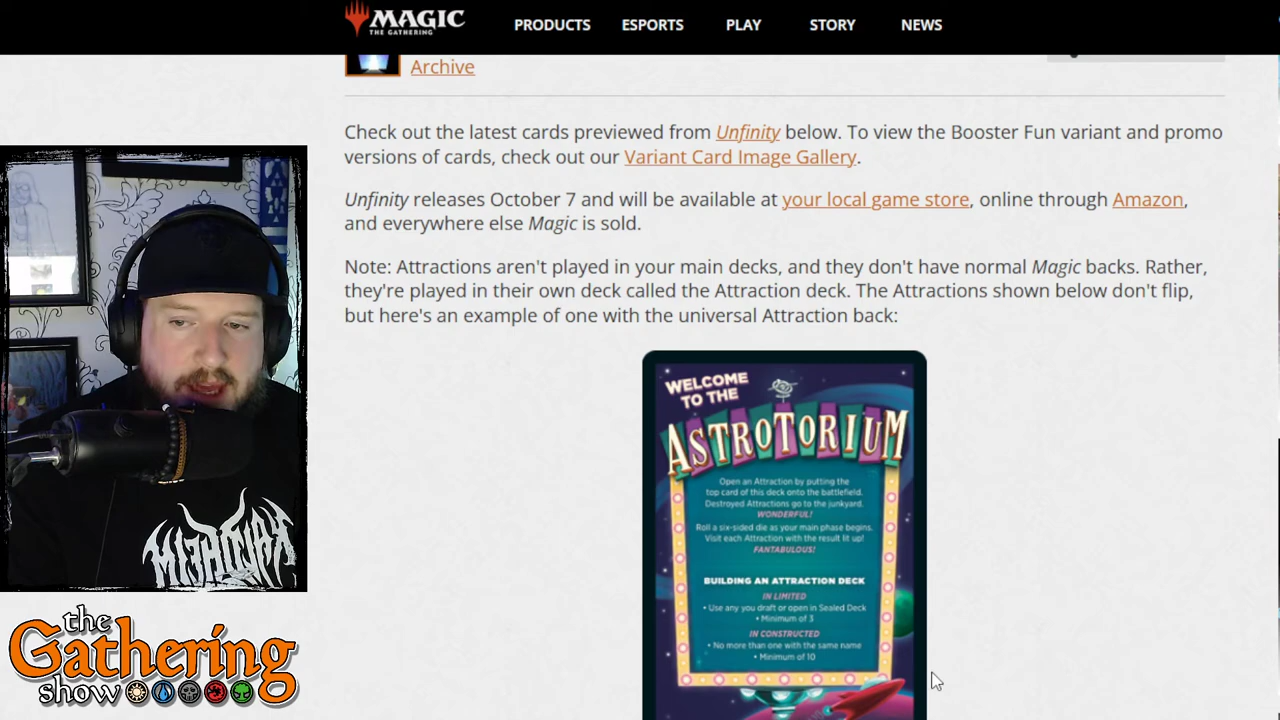 MAGIC
THE GATHERING
PRODUCTS ESPORTS PLAY STORY NEWS
Archive
Check out the latest cards previewed from Unfinity below. To view the Booster Fun variant and promo
versions of cards, check out our Variant Card Image Gallery.
Unfinity releases October 7 and will be available at your local game store, online through Amazon,
and everywhere else Magic is sold.
Note: Attractions aren't played in your main decks, and they don't have normal Magic backs. Rather,
they're played in their own deck called the Attraction deck. The Attractions shown below don't flip,
but here's an example of one with the universal Attraction back:
WELCOME
TO THE
ASTROTORIUM
Open an Attraction by putting the
top card of this deck onto the battlefield.
Destroyed Attractions go to the junkyard.
WONDERFUL!
Roll a six-sided die as your main phase begins.
Visit each Attraction with the result lit up!
FANTABULOUS!
BUILDING AN ATTRACTION DECK
IN LIMITED
• Use any you draft or open in Sealed Deck
• Minimum of 3
IN CONSTRUCTED
• No more than one with the same name
• Minimum of 10
the
Gathering
show